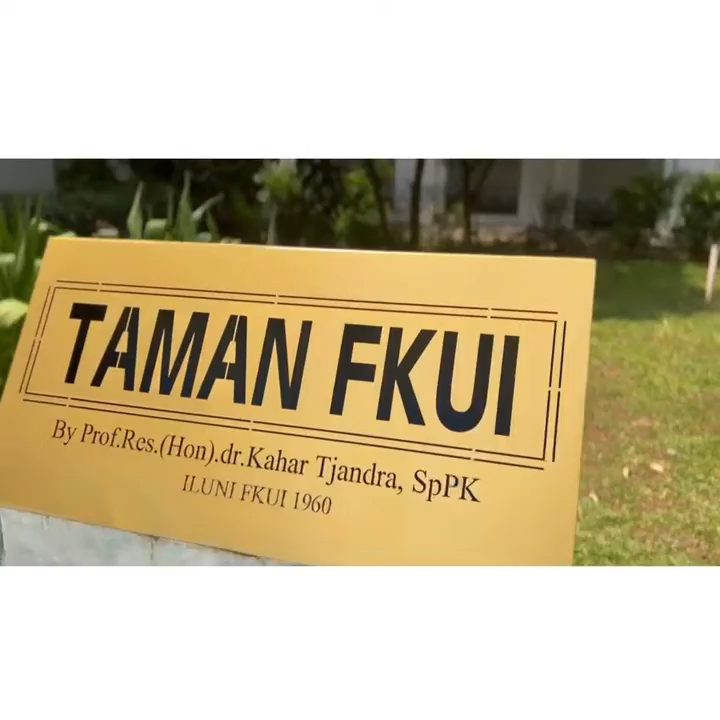 TAMAN FKUI
By Prof.Res.(Hon).dr.Kahar Tjandra, SpPK
ILUNI FKUI 1960